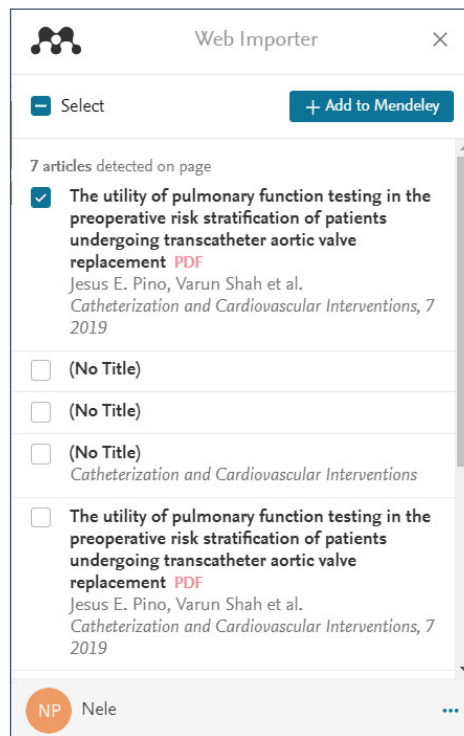 Web Importer
Select
+ Add to Mendeley
7 articles detected on page
The utility of pulmonary function testing in the
preoperative risk stratification of patients
undergoing transcatheter aortic valve
replacement PDF
Jesus E. Pino, Varun Shah et al.
Catheterization and Cardiovascular Interventions, 7
2019
(No Title)
(No Title)
(No Title)
Catheterization and Cardiovascular Interventions
The utility of pulmonary function testing in the
preoperative risk stratification of patients
undergoing transcatheter aortic valve
replacement PDF
Jesus E. Pino, Varun Shah et al.
Catheterization and Cardiovascular Interventions, 7
2019
NP Nele